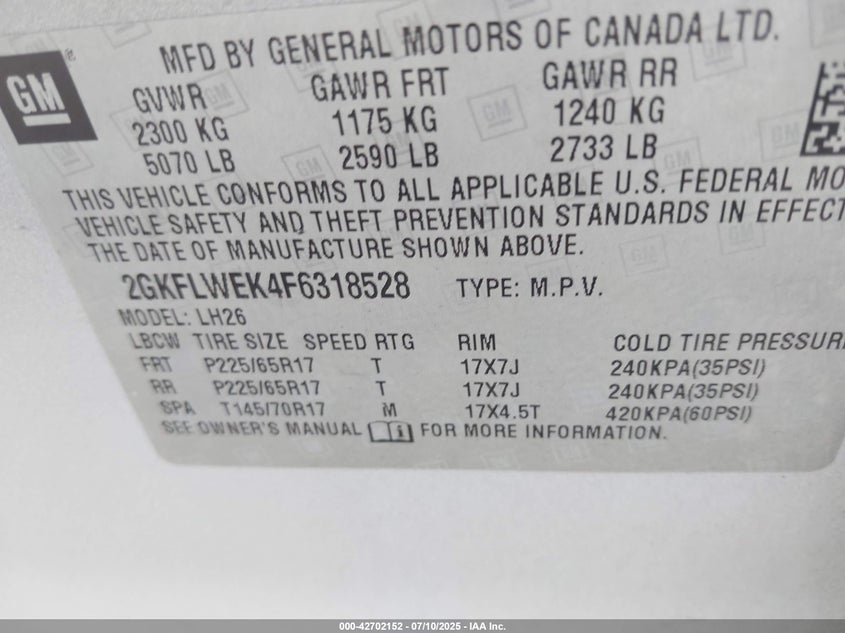 MFD BY GENERAL MOTORS OF CANADA LTD.
GM®
GVWR GAWR FRT GAWR RR
2300 KG 1175 KG 1240 KG
5070 LB 2590 LB 2733 LB
THIS VEHICLE CONFORMS TO ALL APPLICABLE U.S. FEDERAL MO
VEHICLE SAFETY AND THEFT PREVENTION STANDARDS IN EFFECT
THE DATE OF MANUFACTURE SHOWN ABOVE.
2GKFLWEK4F6318528 TYPE: M.P.V.
MODEL: LH26
LBCW TIRE SIZE SPEED RTG RIM COLD TIRE PRESSURE
FRT P225/65R17 T 17X7J 240KPA(35PSI)
RR P225/65R17 T 17X7J 240KPA(35PSI)
SPA T145/70R17 M 17X4.5T 420KPA(60PSI)
SEE OWNER'S MANUAL FOR MORE INFORMATION.
000-42702152 - 07/10/2025 - IAA Inc.